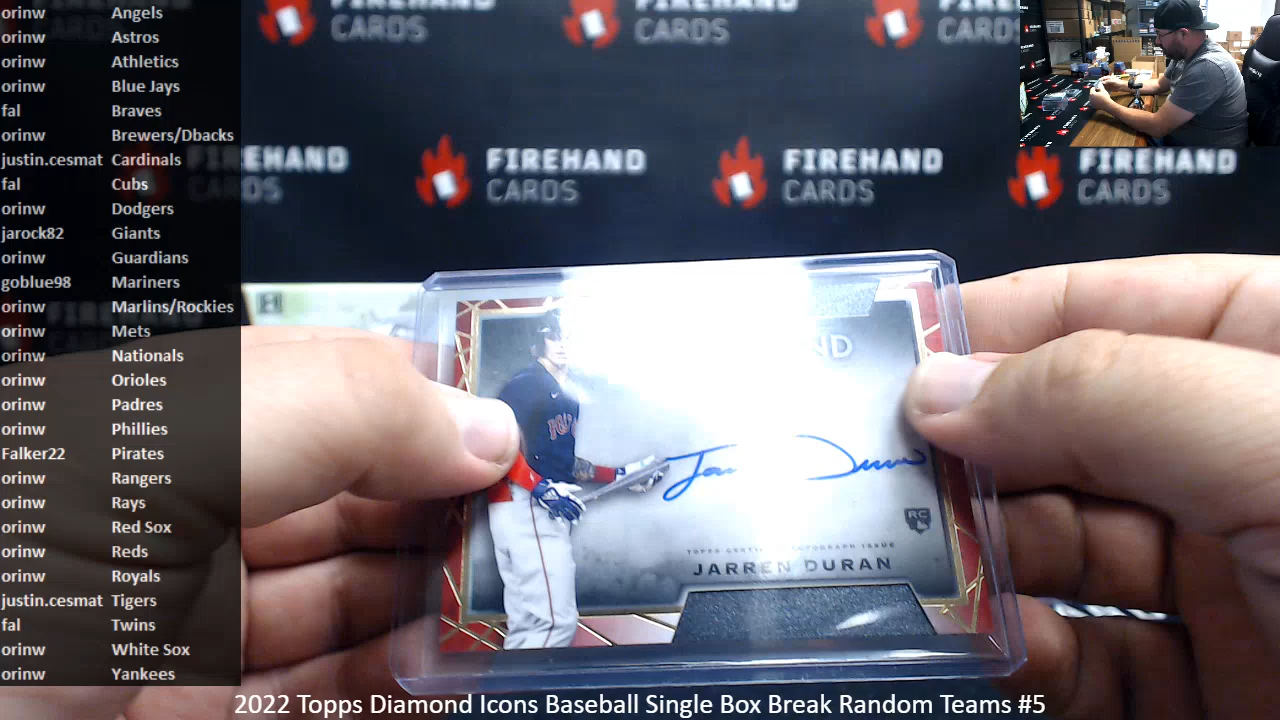 orinw Angels
orinw Astros
orinw Athletics
orinw Blue Jays
fal Braves
orinw Brewers/Dbacks
justin.cesmat Cardinals
fal Cubs
orinw Dodgers
jarock82 Giants
orinw Guardians
goblue98 Mariners
orinw Marlins/Rockies
orinw Mets
orinw Nationals
orinw Orioles
orinw Padres
orinw Phillies
Falker22 Pirates
orinw Rangers
orinw Rays
orinw Red Sox
orinw Reds
orinw Royals
justin.cesmat Tigers
fal Twins
orinw White Sox
orinw Yankees
FIREHAND FIREHAND FIRE
CARDS CARDS CARDS
FIREHAND FIREHAND FIREHAND FIREHAND
CARDS CARDS CARDS CARDS
Jarren Duran
RC
TOPPS CERTIFIED AUTOGRAPH ISSUE
JARREN DURAN
2022 Topps Diamond Icons Baseball Single Box Break Random Teams #5